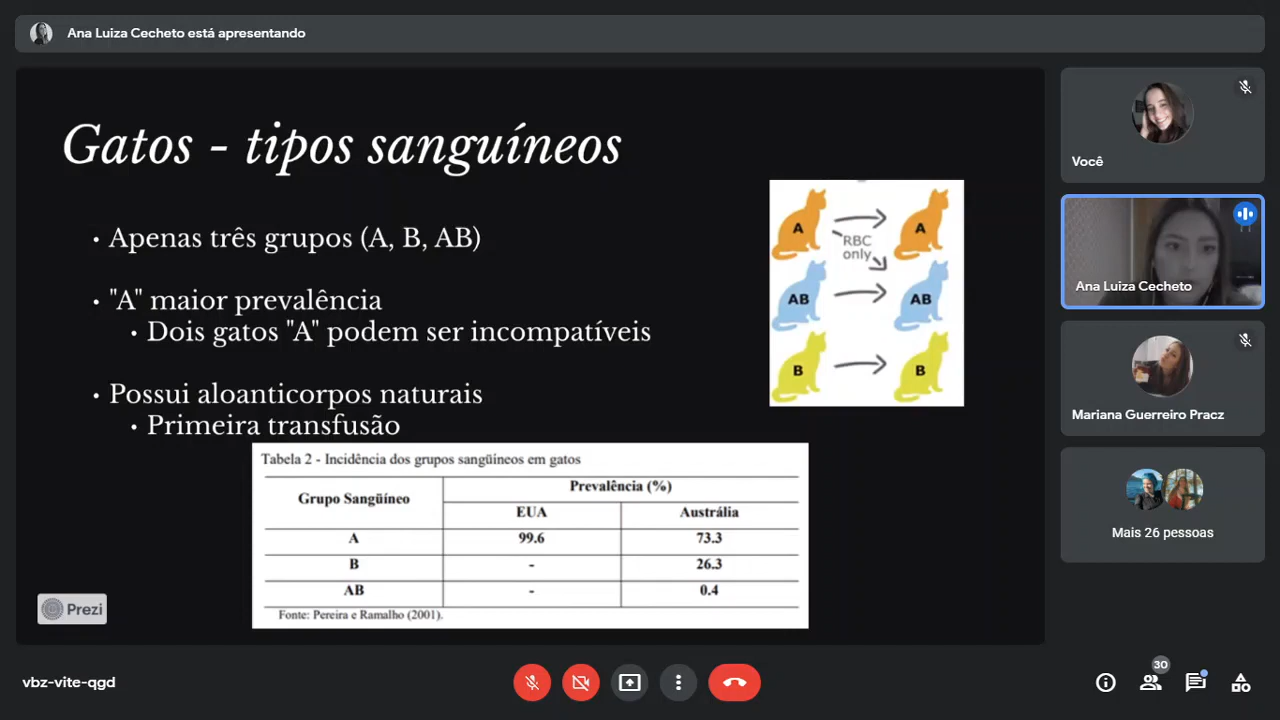 Ana Luiza Cecheto está apresentando
Gatos - tipos sanguíneos
• Apenas três grupos (A, B, AB)
• "A" maior prevalência
• Dois gatos "A" podem ser incompatíveis
• Possui aloanticorpos naturais
• Primeira transfusão
A A
RBC
only
AB AB
B B
Tabela 2 - Incidência dos grupos sangüíneos em gatos
Grupo Sangüíneo Prevalência (%)
EUA Austrália
A 99.6 73.3
B - 26.3
AB - 0.4
Fonte: Pereira e Ramalho (2001).
Prezi
Você
Ana Luiza Cecheto
Mariana Guerreiro Pracz
Mais 26 pessoas
vbz-vite-qgd
30